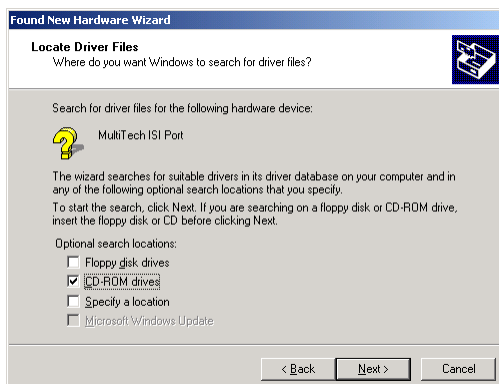 Found New Hardware Wizard
Locate Driver Files
Where do you want Windows to search for driver files?
Search for driver files for the following hardware device:
MultiTech ISI Port
The wizard searches for suitable drivers in its driver database on your computer and in
any of the following optional search locations that you specify.
To start the search, click Next. If you are searching on a floppy disk or CD-ROM drive,
insert the floppy disk or CD before clicking Next.
Optional search locations:
Floppy disk drives
CD-ROM drives
Specify a location
Microsoft Windows Update
< Back
Next >
Cancel